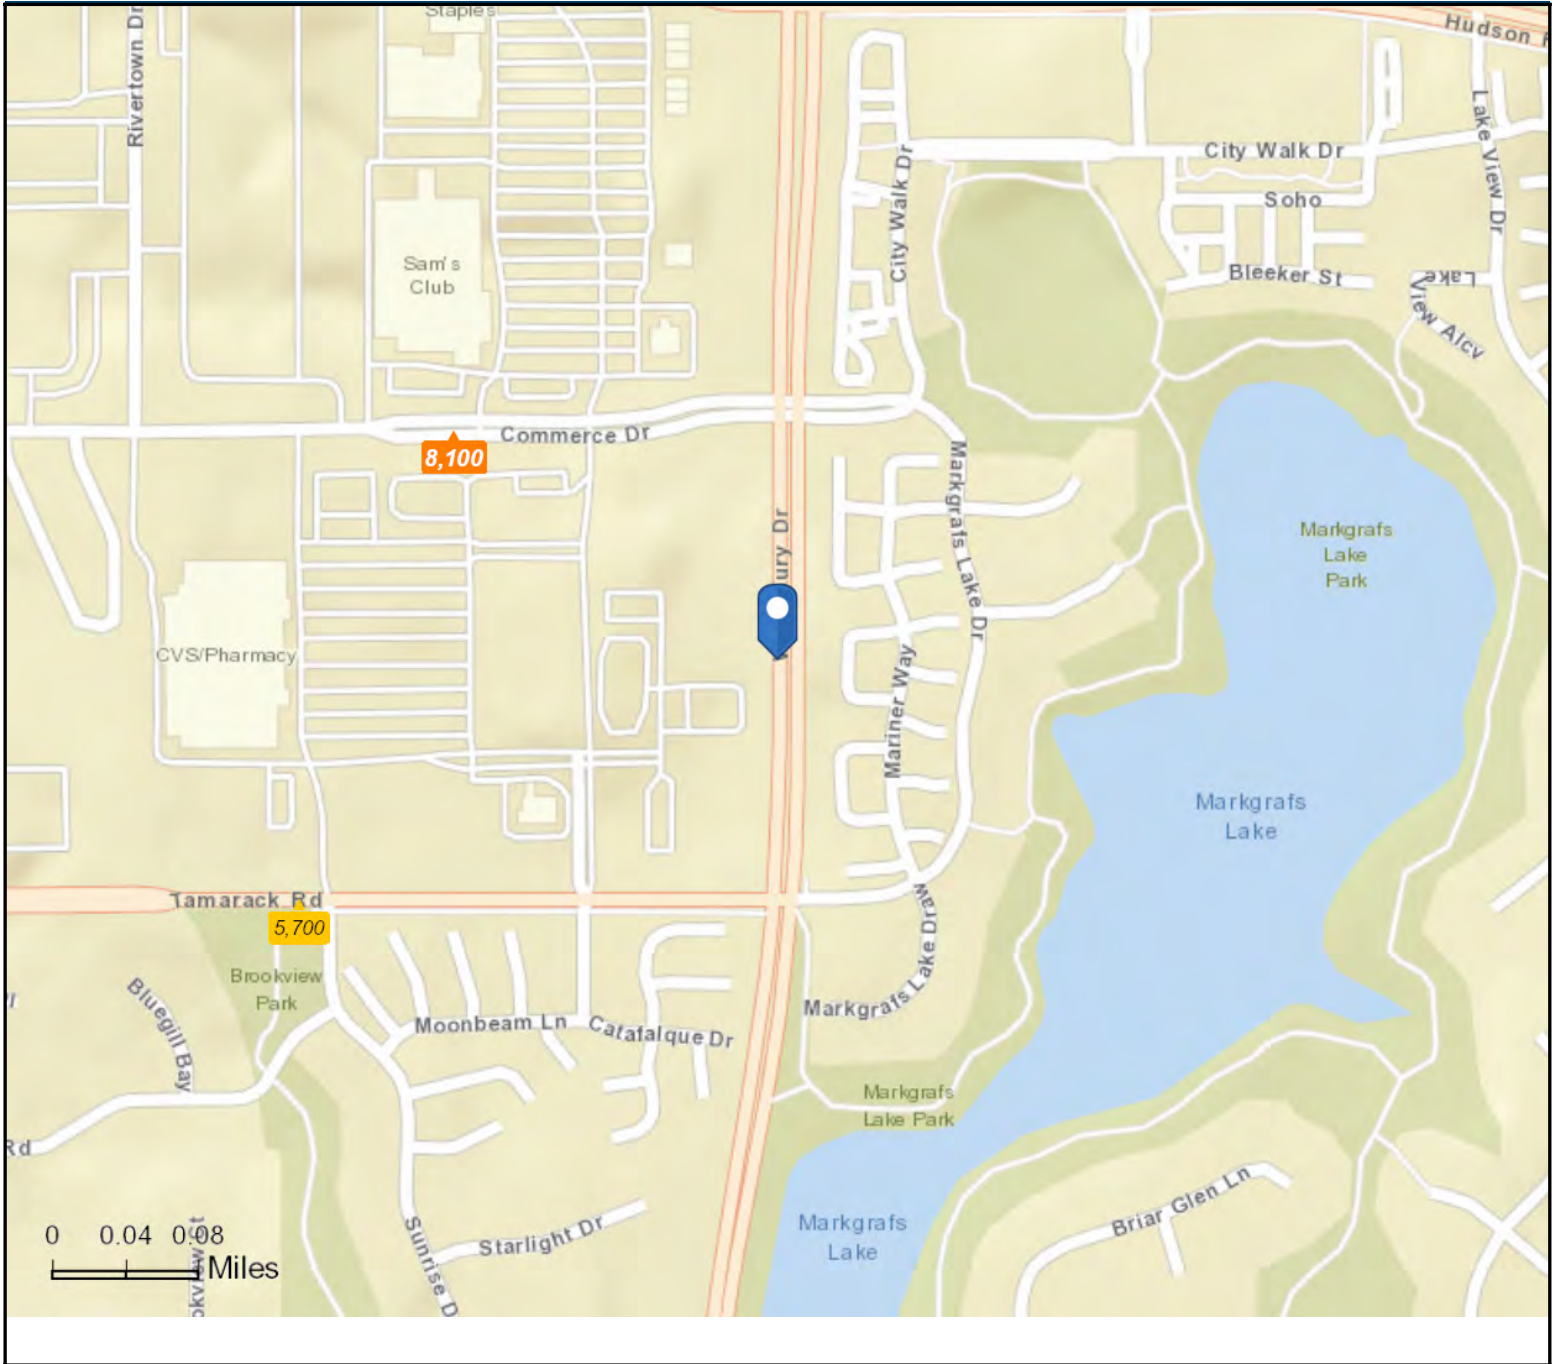 Staples
Hudson
Rivertown Dr
Lake View Dr
City Walk Dr
City Walk Dr
Soho
Sam's
Club
Bleeker St
Lake
View Alcv
Commerce Dr
8,100
Markgrafs Lake Dr
ury Dr
Markgrafs
Lake
Park
CVS/Pharmacy
Mariner Way
Markgrafs
Lake
Tamarack Rd
5,700
Markgrafs Lake Draw
Brookview
Park
Bluegill Bay
Moonbeam Ln
Catafalque Dr
Markgrafs
Lake Park
Rd
Briar Glen Ln
Markgrafs
Lake
Starlight Dr
Sunrise D
okview St
0 0.04 0.08
Miles